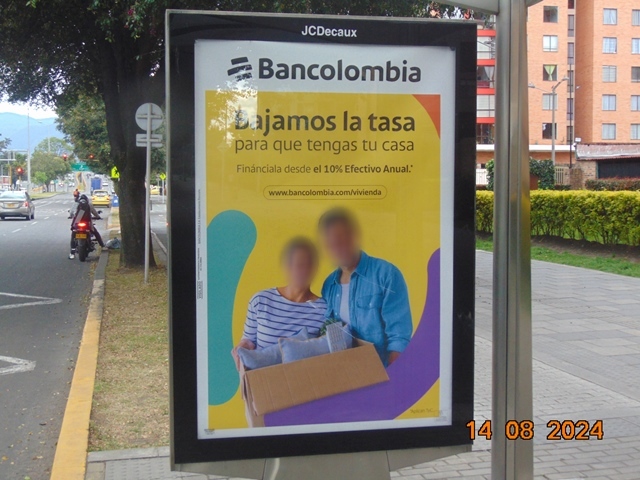 JCDecaux
Bancolombia
Bajamos la tasa
para que tengas tu casa
Finánciala desde el 10% Efectivo Anual.*
www.bancolombia.com/vivienda
14 08 2024